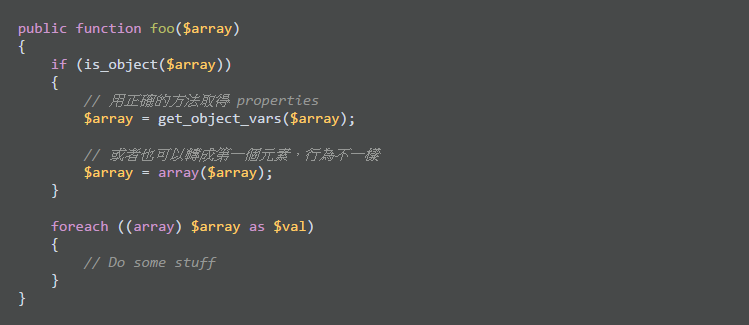 public function foo($array)
{
    if (is_object($array))
    {
        // 用正確的方法取得 properties
        $array = get_object_vars($array);

        // 或者也可以轉成第一個元素，行為不一樣
        $array = array($array);
    }

    foreach ((array) $array as $val)
    {
        // Do some stuff
    }
}